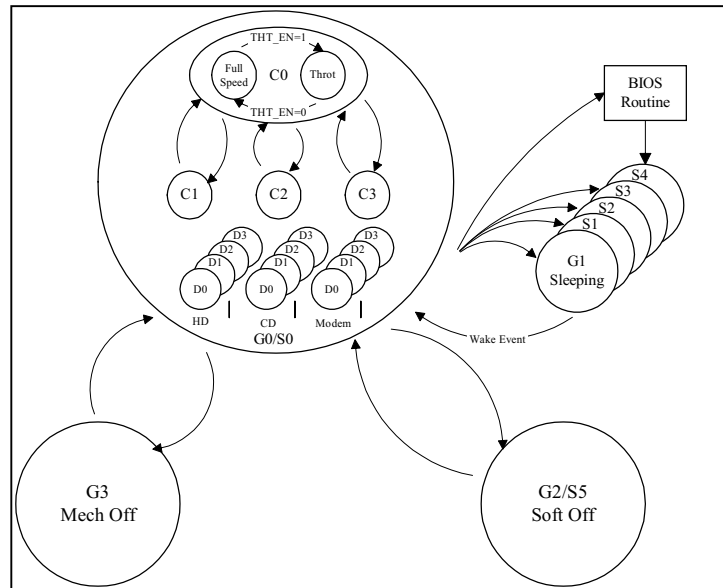 THT_EN=1
Full
Speed
C0
Throt
THT_EN=0
C1
C2
C3
BIOS
Routine
S4
S3
S2
S1
G1
Sleeping
D3
D2
D1
D0
D3
D2
D1
D0
D3
D2
D1
D0
HD
CD
Modem
G0/S0
Wake Event
G3
Mech Off
G2/S5
Soft Off